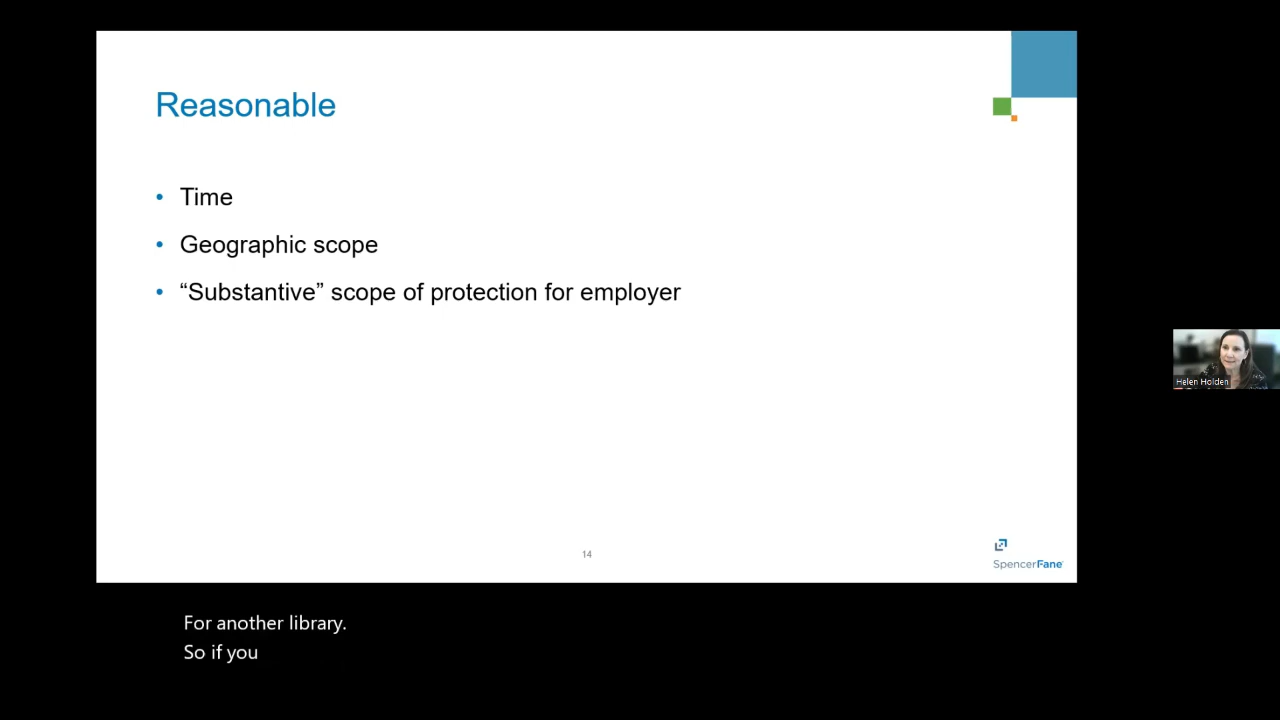 Reasonable
• Time
• Geographic scope
• “Substantive” scope of protection for employer
Helen Holden
14
SpencerFane
For another library.
So if you